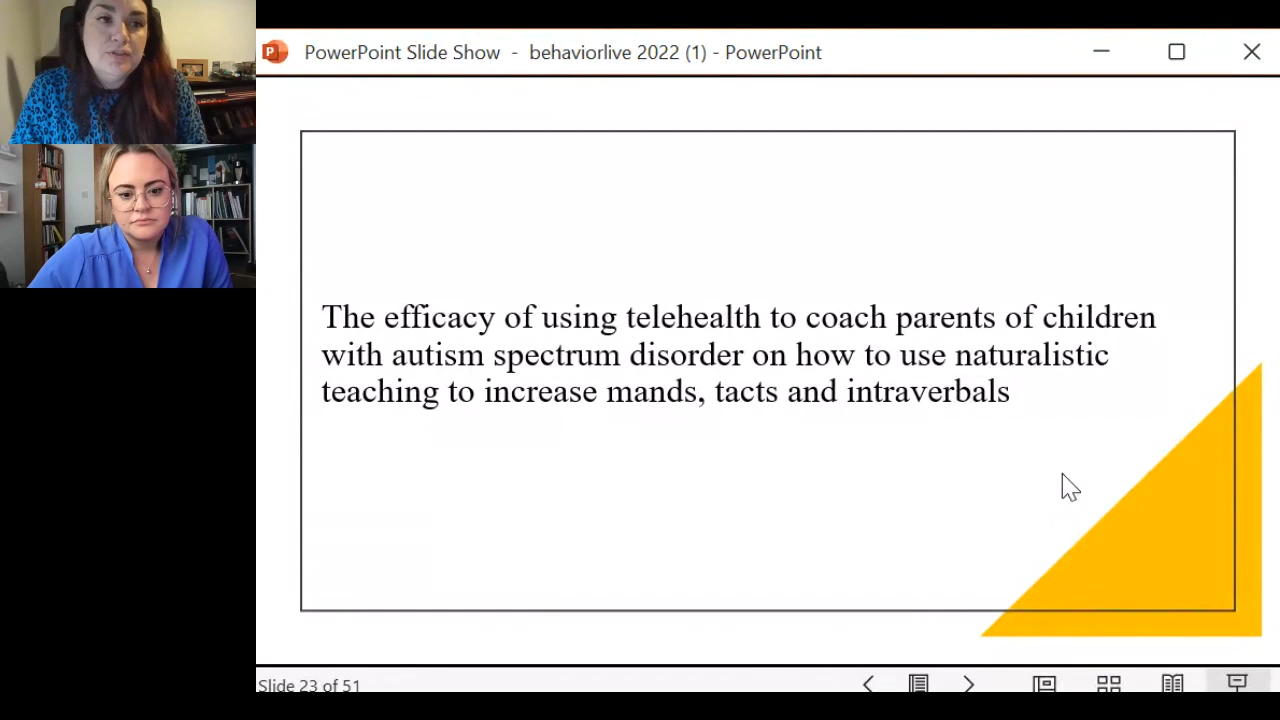 PowerPoint Slide Show - behaviorlive 2022 (1) - PowerPoint
The efficacy of using telehealth to coach parents of children
with autism spectrum disorder on how to use naturalistic
teaching to increase mands, tacts and intraverbals
Slide 23 of 51